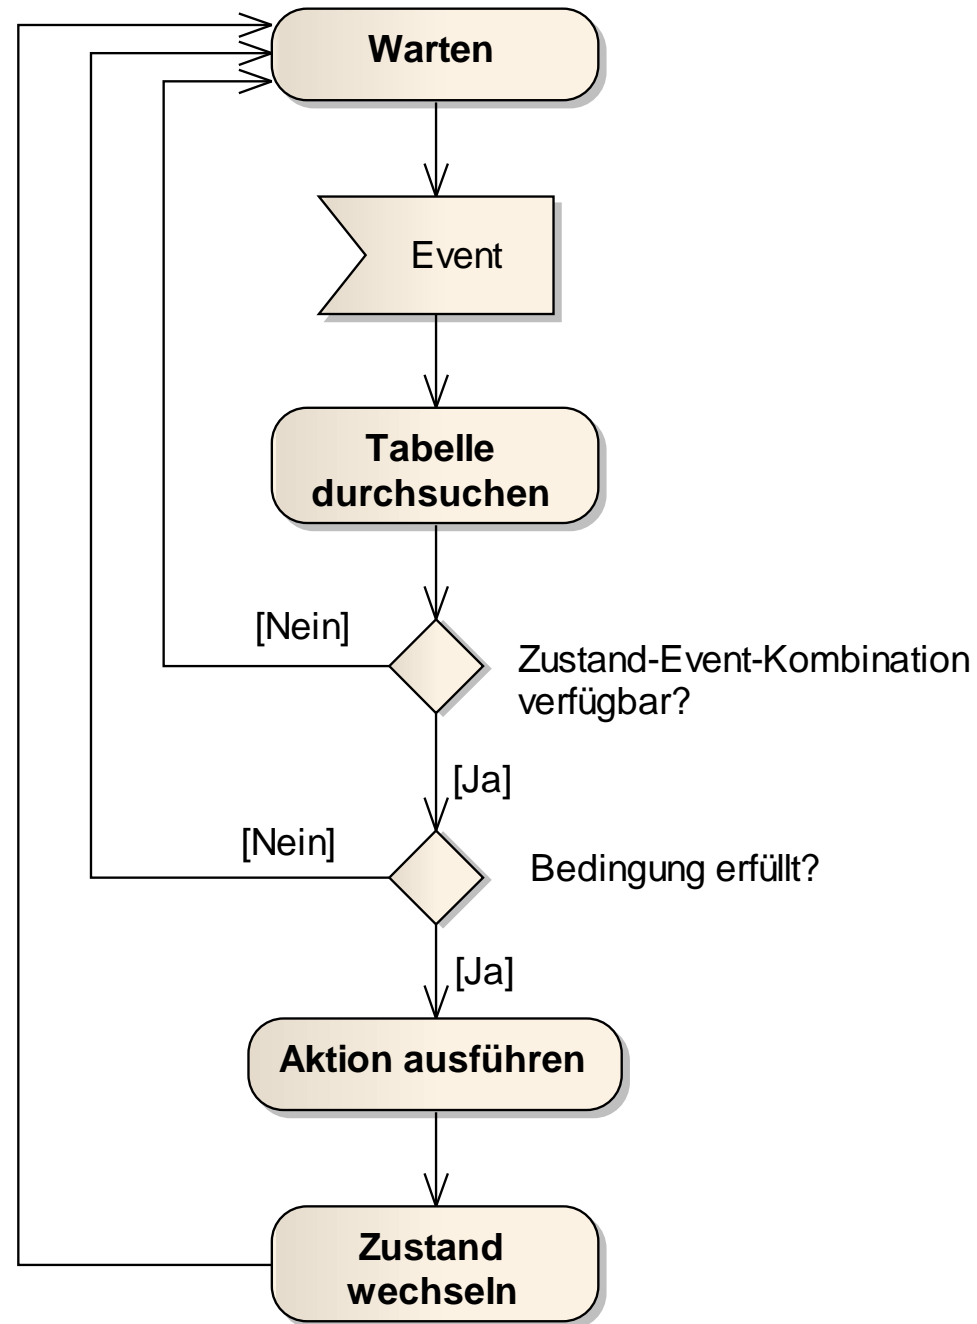 Warten
Event
Tabelle
durchsuchen
[Nein]
Zustand-Event-Kombination
verfügbar?
[Ja]
[Nein]
Bedingung erfüllt?
[Ja]
Aktion ausführen
Zustand
wechseln